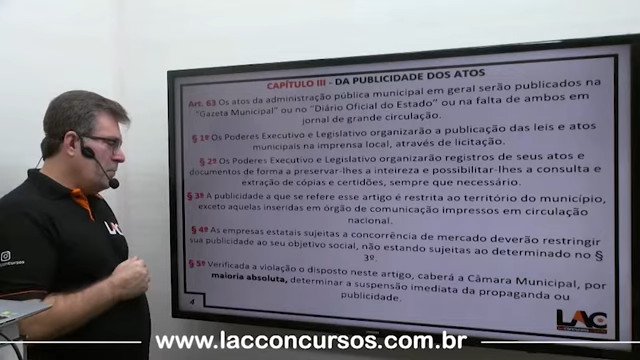 CAPÍTULO III - DA PUBLICIDADE DOS ATOS
Art. 63 Os atos da administração pública municipal em geral serão publicados na
"Gazeta Municipal" ou no "Diário Oficial do Estado" ou na falta de ambos em
jornal de grande circulação.
§ 1º Os Poderes Executivo e Legislativo organizarão a publicação das leis e atos
municipais na imprensa local, através de licitação.
§ 2º Os Poderes Executivo e Legislativo organizarão registros de seus atos e
documentos de forma a preservar-lhes a inteireza e possibilitar-lhes a consulta e
extração de cópias e certidões, sempre que necessário.
§ 3º A publicidade a que se refere esse artigo é restrita ao território do município,
exceto aquelas inseridas em órgão de comunicação impressos em circulação
nacional.
§ 4º As empresas estatais sujeitas a concorrência de mercado deverão restringir
sua publicidade ao seu objetivo social, não estando sujeitas ao determinado no §
3º.
§ 5º Verificada a violação o disposto neste artigo, caberá a Câmara Municipal, por
maioria absoluta, determinar a suspensão imediata da propaganda ou
publicidade.
4
LAC
LAC
www.lacconcursos.com.br